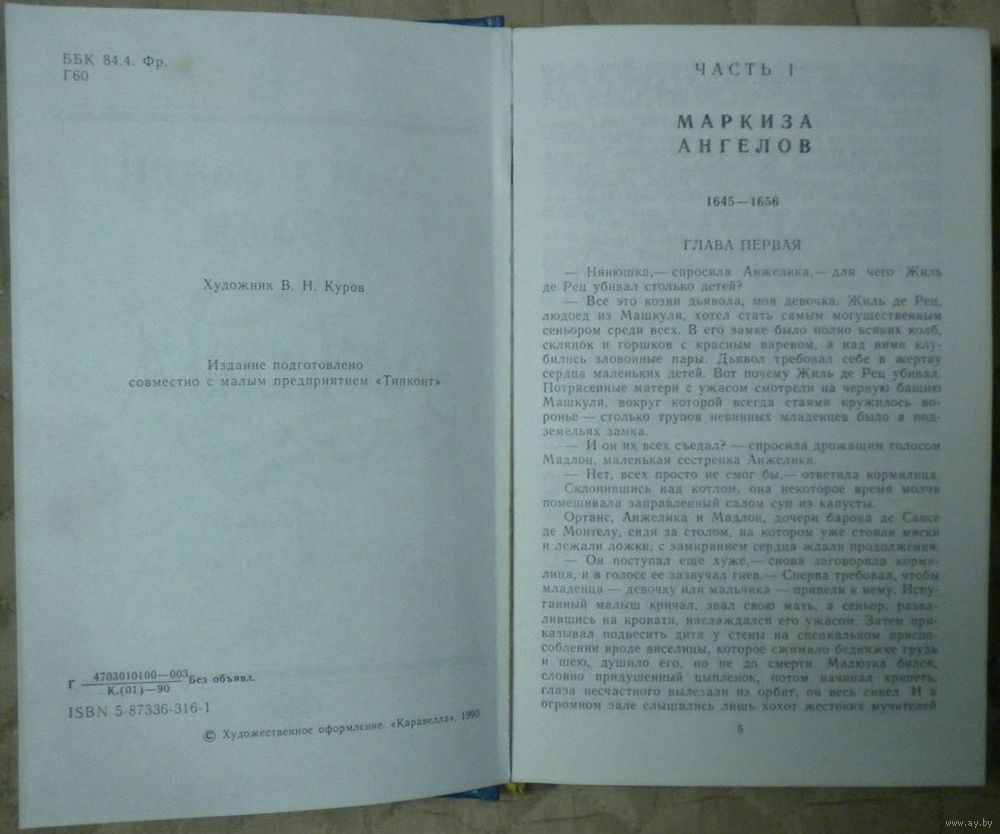 ББК 84.4. Фр.
Г60
Художник В. Н. Куров
Издание подготовлено
совместно с малым предприятием «Типконт»
Г 4703010100—003 Без объявл.
К.(01)—90
ISBN 5-87336-316-1
© Художественное оформление. «Каравелла», 1990.
ЧАСТЬ I
МАРКИЗА
АНГЕЛОВ
1645—1656
ГЛАВА ПЕРВАЯ
— Нянюшка,— спросила Анжелика,— для чего Жиль
де Рец убивал столько детей?
— Все это козни дьявола, моя девочка. Жиль де Рец,
людоед из Машкуля, хотел стать самым могущественным
сеньором среди всех. В его замке было полно всяких колб,
склянок и горшков с красным варевом, а над ними клу-
бились зловонные пары. Дьявол требовал себе в жертву
сердца маленьких детей. Вот почему Жиль де Рец убивал.
Потрясенные матери с ужасом смотрели на черную башню
Машкуля, вокруг которой всегда стаями кружилось во-
ронье — столько трупов невинных младенцев было в под-
земельях замка.
— И он их всех съедал? — спросила дрожащим голосом
Мадлон, маленькая сестренка Анжелики.
— Нет, всех просто не смог бы,— ответила кормилица.
Склонившись над котлом, она некоторое время молча
помешивала заправленный салом суп из капусты.
Ортанс, Анжелика и Мадлон, дочери барона де Сансе
де Монтелу, сидя за столом, на котором уже стояли миски
и лежали ложки, с замиранием сердца ждали продолжения.
— Он поступал еще хуже,— снова заговорила корми-
лица, и в голосе ее зазвучал гнев.— Сперва требовал, чтобы
младенца — девочку или мальчика — привели к нему. Испу-
ганный малыш кричал, звал свою мать, а сеньор, разва-
лившись на кровати, наслаждался его ужасом. Затем при-
казывал подвесить дитя у стены на специальном приспо-
соблении вроде виселицы, которое сжимало бедняжке грудь
и шею, душило его, но не до смерти. Малютка бился,
словно придушенный цыпленок, потом начинал хрипеть,
глаза несчастного вылезали из орбит, он весь синел. И в
огромном зале слышались лишь хохот жестоких мучителей
5
www.ay.by